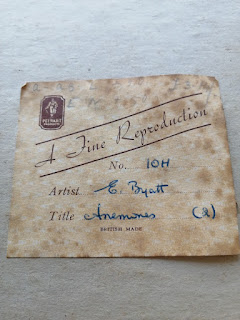 A Fine Reproduction
No. 10H
Artist E. Byatt
Title Anemones (2)
BRITISH MADE